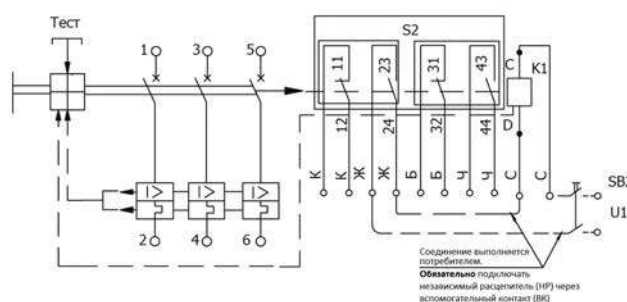 Тест
S2
1 3 5
11 23 31 43
C K1
12 24 32 44
D
К К Ж Ж Б Б Ч Ч С С
SB2
U1
I> I> I>
2 4 6
Соединение выполняется
потребителем.
Обязательно подключать
независимый расцепитель (НР) через
вспомогательный контакт (ВК)